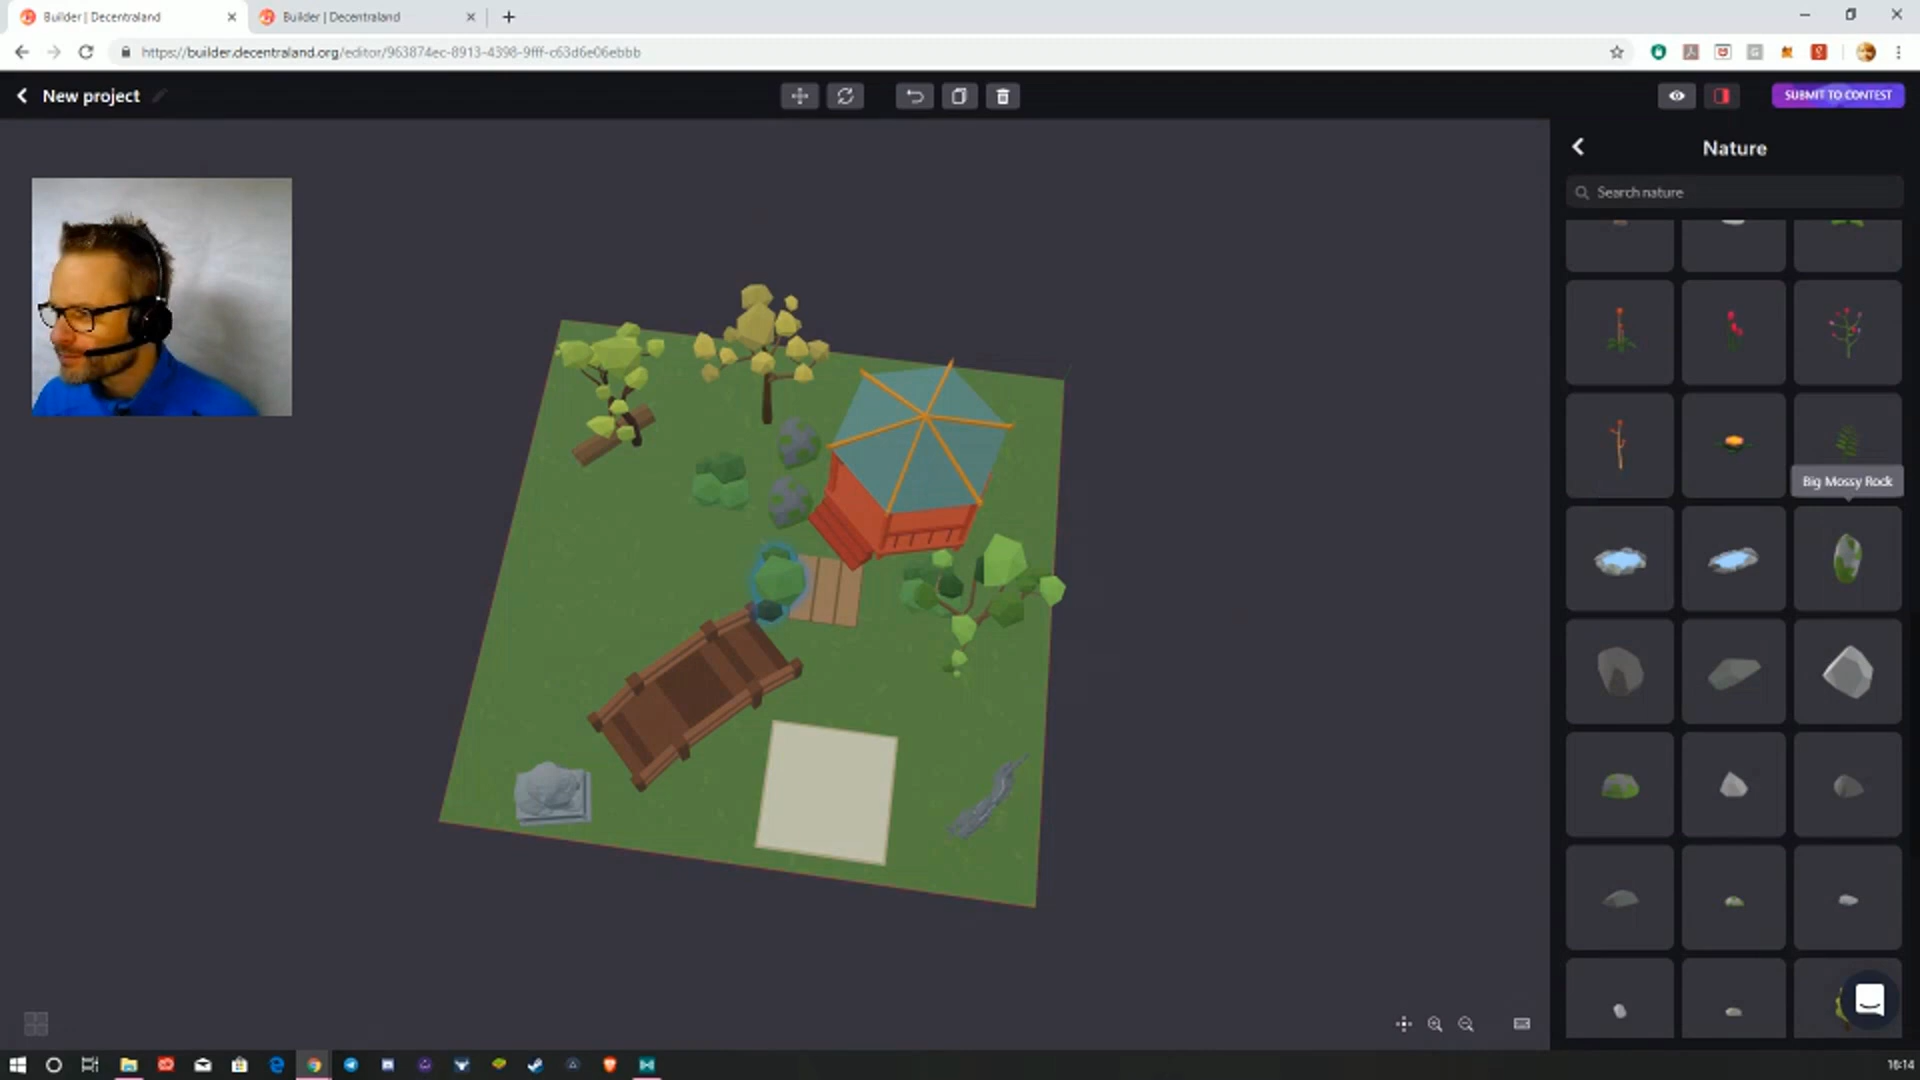 Builder | Decentraland
Builder | Decentraland
https://builder.decentraland.org/editor/963874ec-8913-4398-9fff-c63d6e06ebbb
New project
SUBMIT TO CONTEST
Nature
Search nature
Big Mossy Rock
16:14